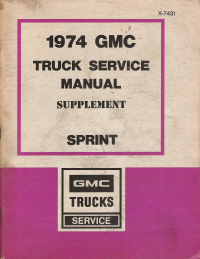 X-7431
1974 GMC
TRUCK SERVICE
MANUAL
SUPPLEMENT
SPRINT
GMC
TRUCKS
SERVICE